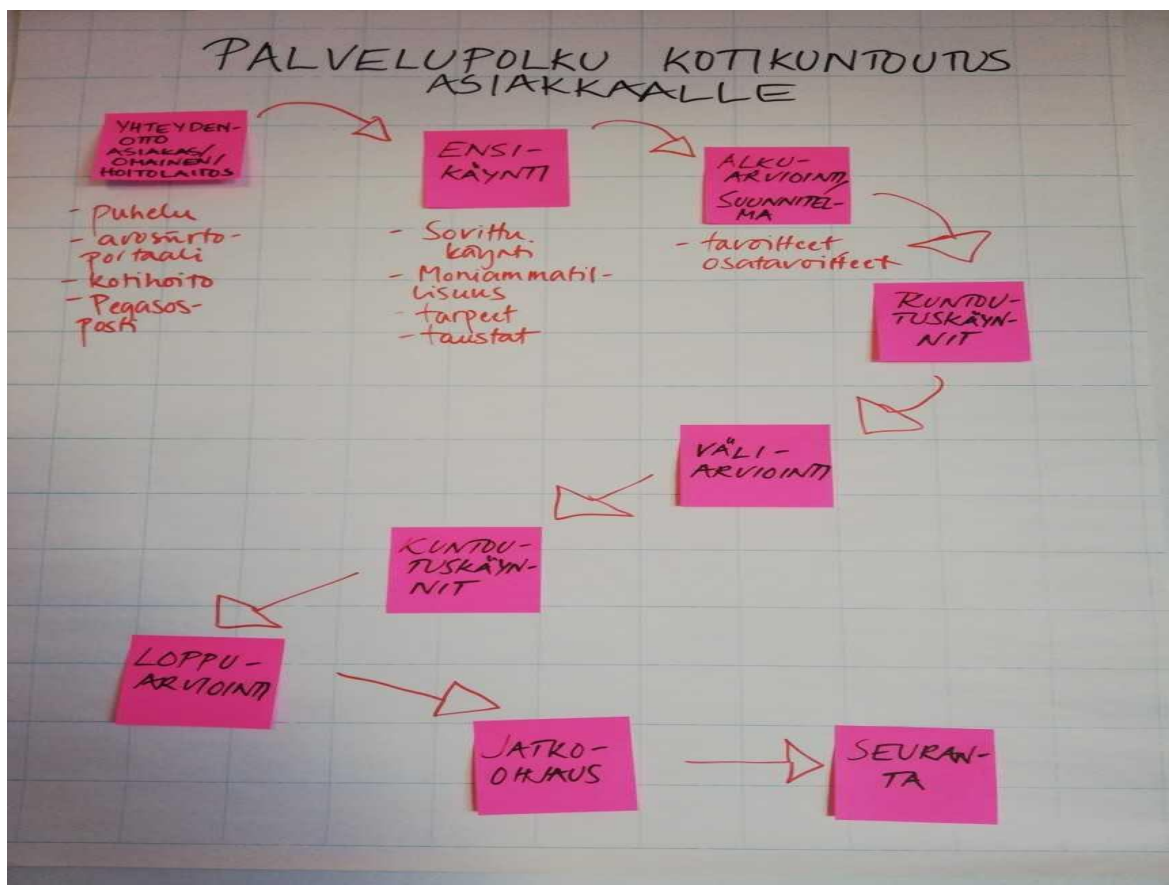 PALVELUPOLKU KOTIKUNTOUTUS
ASIAKKAALLE
YHTEYDEN-
OTTO
ASIAKAS/
OMAINEN/
HOITOLAITOS
- puhelu
- avosiirto-
portaali
- kotihoito
- Pegasos-
posti
ENSI-
KÄYNTI
- Sovittu
käynti
- Moniammatil-
lisuus
- tarpeet
- taustat
ALKU-
ARVIOINTI/
SUUNNITEL-
MA
- tavoitteet
osatavoitteet
KUNTOU-
TUSKÄYN-
NIT
VÄLI-
ARVIOINTI
KUNTOU-
TUSKÄYN-
NIT
LOPPU-
ARVIOINTI
JATKO-
OHJAUS
SEURAN-
TA